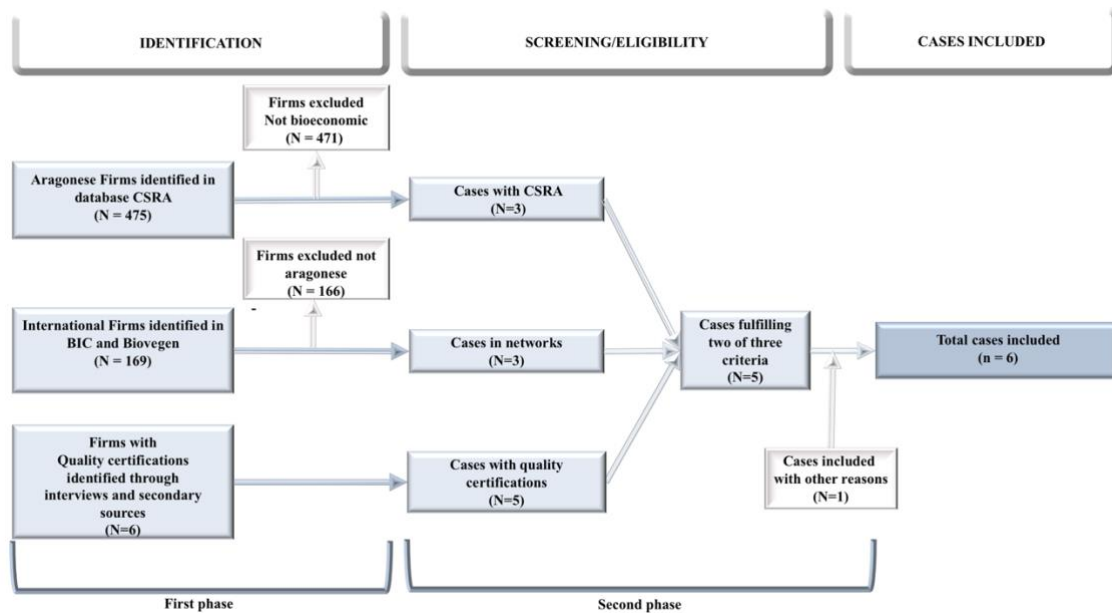 IDENTIFICATION
SCREENING/ELIGIBILITY
CASES INCLUDED
Firms excluded
Not bioeconomic
(N = 471)
Aragonese Firms identified in
database CSRA
(N = 475)
Cases with CSRA
(N=3)
Firms excluded not
aragonese
(N = 166)
-
International Firms identified in
BIC and Biovegen
(N = 169)
Cases in networks
(N=3)
Cases fulfilling
two of three
criteria
(N=5)
Total cases included
(n = 6)
Firms with
Quality certifications
identified through
interviews and secondary
sources
(N=6)
Cases with quality
certifications
(N=5)
Cases included
with other reasons
(N=1)
First phase
Second phase